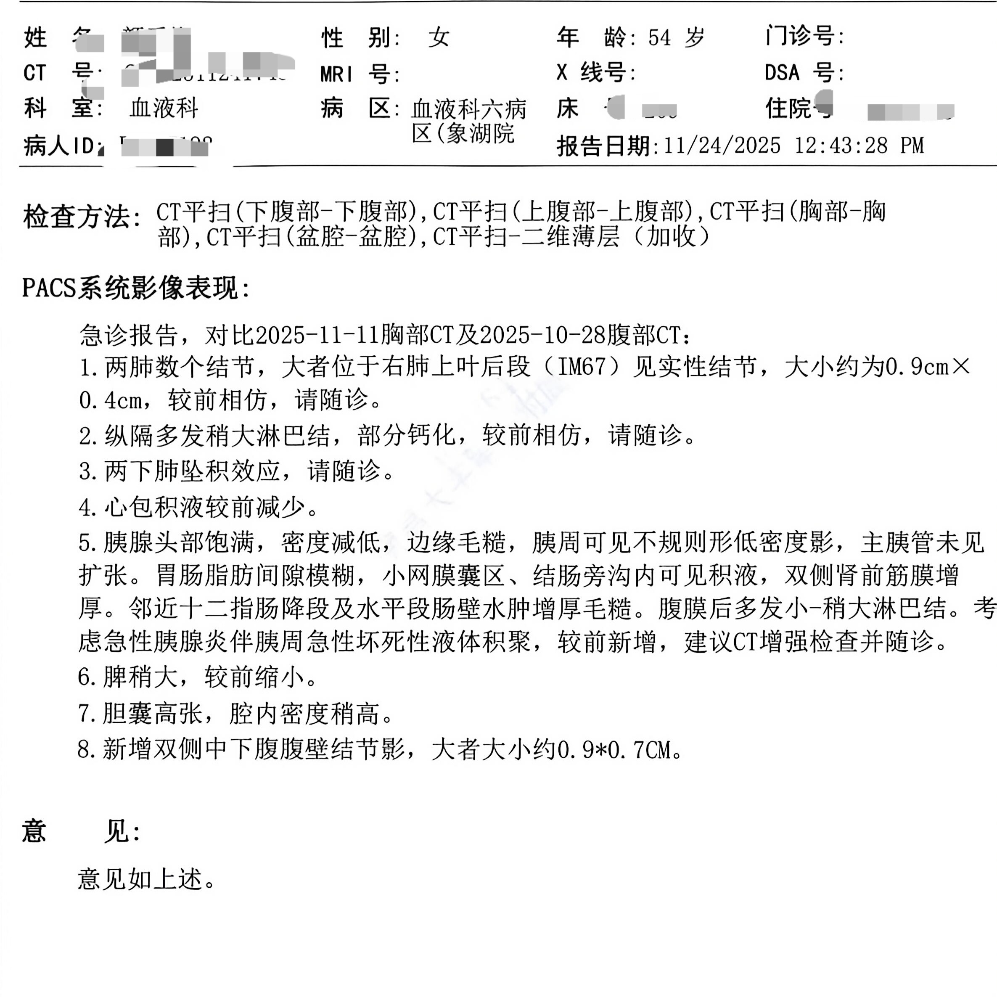 姓 名
性 别: 女
年 龄: 54 岁
门诊号:
CT 号:
MRI 号:
X 线号:
DSA 号:
科 室: 血液科
病 区: 血液科六病
区(象湖院
床
住院号
病人ID:
报告日期:11/24/2025 12:43:28 PM
检查方法: CT平扫(下腹部-下腹部),CT平扫(上腹部-上腹部),CT平扫(胸部-胸
部),CT平扫(盆腔-盆腔),CT平扫-二维薄层（加收）
PACS系统影像表现:
急诊报告，对比2025-11-11胸部CT及2025-10-28腹部CT：
1.两肺数个结节，大者位于右肺上叶后段（IM67）见实性结节，大小约为0.9cm×
0.4cm，较前相仿，请随诊。
2.纵隔多发稍大淋巴结，部分钙化，较前相仿，请随诊。
3.两下肺坠积效应，请随诊。
4.心包积液较前减少。
5.胰腺头部饱满，密度减低，边缘毛糙，胰周可见不规则形低密度影，主胰管未见
扩张。胃肠脂肪间隙模糊，小网膜囊区、结肠旁沟内可见积液，双侧肾前筋膜增
厚。邻近十二指肠降段及水平段肠壁水肿增厚毛糙。腹膜后多发小-稍大淋巴结。考
虑急性胰腺炎伴胰周急性坏死性液体积聚，较前新增，建议CT增强检查并随诊。
6.脾稍大，较前缩小。
7.胆囊高张，腔内密度稍高。
8.新增双侧中下腹腹壁结节影，大者大小约0.9*0.7CM。
意 见:
意见如上述。